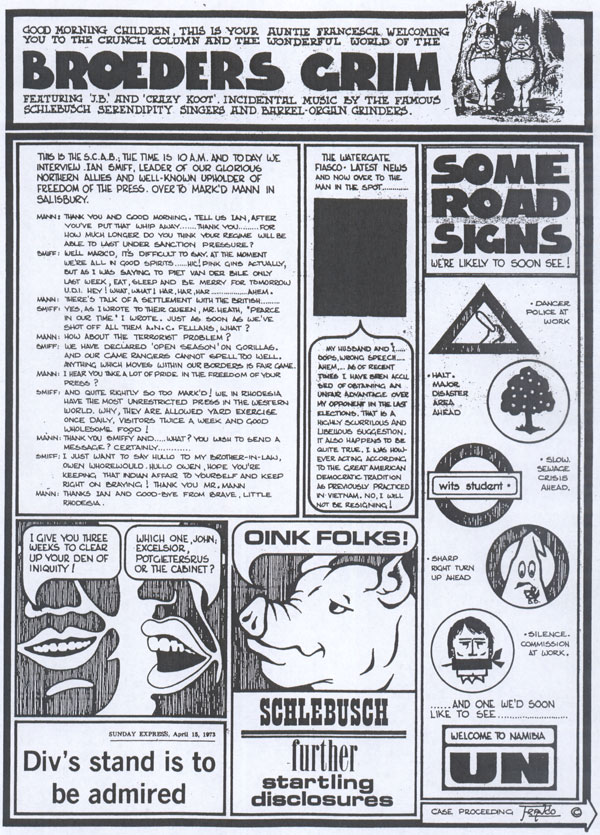 GOOD MORNING CHILDREN, THIS IS YOUR AUNTIE FRANCESCA, WELCOMING
YOU TO THE CRUNCH COLUMN AND THE WONDERFUL WORLD OF THE
BROEDERS GRIM
FEATURING 'J.B.' AND 'CRAZY KOOT'. INCIDENTAL MUSIC BY THE FAMOUS
SCHLEBUSCH SERENDIPITY SINGERS AND BARREL-ORGAN GRINDERS.
THIS IS THE S.C.A.B.; THE TIME IS 10 A.M. AND TODAY WE
INTERVIEW IAN SMIFF, LEADER OF OUR GLORIOUS
NORTHERN ALLIES AND WELL-KNOWN UPHOLDER OF
FREEDOM OF THE PRESS. OVER TO MARK'D MANN IN
SALISBURY.
MANN: THANK YOU AND GOOD MORNING. TELL US IAN, AFTER
YOU'VE PUT THAT WHIP AWAY.......THANK YOU........FOR
HOW MUCH LONGER DO YOU THINK YOUR REGIME WILL BE
ABLE TO LAST UNDER SANCTION PRESSURE?
SMIFF: WELL MARCO, IT'S DIFFICULT TO SAY. AT THE MOMENT
WE'RE ALL IN GOOD SPIRITS.....HIC! PINK GINS ACTUALLY,
BUT AS I WAS SAYING TO PIET VAN DER BILE ONLY
LAST WEEK, EAT, SLEEP AND BE MERRY FOR TOMORROW
U.D.I. HEY! WHAT, WHAT! HAR, HAR, HAR...........AHEM.
MANN: THERE'S TALK OF A SETTLEMENT WITH THE BRITISH......
SMIFF: YES, AS I WROTE TO THEIR QUEEN, MR. HEATH, "PEARCE
IN OUR TIME" I WROTE. JUST AS SOON AS WE'VE
SHOT OFF ALL THEM A.N.C. FELLAHS, WHAT?
MANN: HOW ABOUT THE TERRORIST PROBLEM?
SMIFF: WE HAVE DECLARED 'OPEN SEASON' ON GORILLAS,
AND OUR GAME RANGERS CANNOT SPELL TOO WELL.
ANYTHING WHICH MOVES WITHIN OUR BORDERS IS FAIR GAME.
MANN: I HEAR YOU TAKE A LOT OF PRIDE IN THE FREEDOM OF YOUR
PRESS?
SMIFF: AND QUITE RIGHTLY SO TOO MARK'D! WE IN RHODESIA
HAVE THE MOST UNRESTRICTED PRESS IN THE WESTERN
WORLD. WHY, THEY ARE ALLOWED YARD EXERCISE
ONCE DAILY, VISITORS TWICE A WEEK AND GOOD
WHOLESOME FOOD!
MANN: THANK YOU SMIFFY AND.....WHAT? YOU WISH TO SEND A
MESSAGE? CERTAINLY...........
SMIFF: I JUST WANT TO SAY HULLO TO MY BROTHER-IN-LAW,
OWEN WHOREWOULD. HULLO OWEN, HOPE YOU'RE
KEEPING THAT INDIAN AFFAIR TO YOURSELF AND KEEP
RIGHT ON BRAYING! THANK YOU MR. MANN
MANN: THANKS IAN AND GOOD-BYE FROM BRAVE, LITTLE
RHODESIA.
THE WATERGATE
FIASCO - LATEST NEWS
AND NOW OVER TO THE
MAN IN THE SPOT............
MY HUSBAND AND I.....
OOPS, WRONG SPEECH....
AHEM,.. AS OF RECENT
TIMES I HAVE BEEN ACCU
SED OF OBTAINING AN
UNFAIR ADVANTAGE OVER
MY OPPONENT IN THE LAST
ELECTIONS. THAT IS A
HIGHLY SCURRILOUS AND
LIBELIOUS SUGGESTION.
IT ALSO HAPPENS TO BE
QUITE TRUE. I WAS HOW-
EVER ACTING ACCORDING
TO THE GREAT AMERICAN
DEMOCRATIC TRADITION
AS PREVIOUSLY PRACTICED
IN VIETNAM. NO, I WILL
NOT BE RESIGNING!
SOME
ROAD
SIGNS
WE'RE LIKELY TO SOON SEE!
• DANGER
POLICE AT
WORK
• HALT.
MAJOR
DISASTER
AREA
AHEAD
wits student
• SLOW.
SEWAGE
CRISIS
AHEAD.
• SHARP
RIGHT TURN
UP AHEAD
• SILENCE.
COMMISSION
AT WORK.
......AND ONE WE'D SOON
LIKE TO SEE..................
WELCOME TO NAMIBIA
UN
I GIVE YOU THREE
WEEKS TO CLEAR
UP YOUR DEN OF
INIQUITY!
WHICH ONE, JOHN;
EXCELSIOR,
POTGIETERSRUS
OR THE CABINET?
SUNDAY EXPRESS, April 15, 1973
Div's stand is to
be admired
OINK FOLKS!
SCHLEBUSCH
further
startling
disclosures
CASE PROCEEDING Franco ©